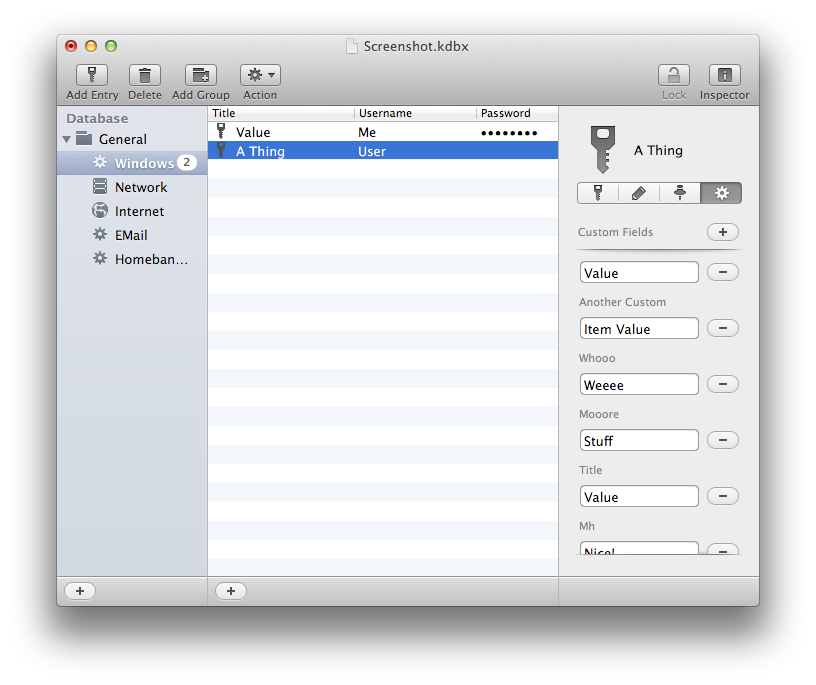 Screenshot.kdbx
Add Entry Delete Add Group Action Lock Inspector
Database
General
Windows 2
Network
Internet
EMail
Homeban...
Title Username Password
Value Me ••••••••
A Thing User
A Thing
Custom Fields
Value
Another Custom
Item Value
Whooo
Weeee
Mooore
Stuff
Title
Value
Mh
Nice!